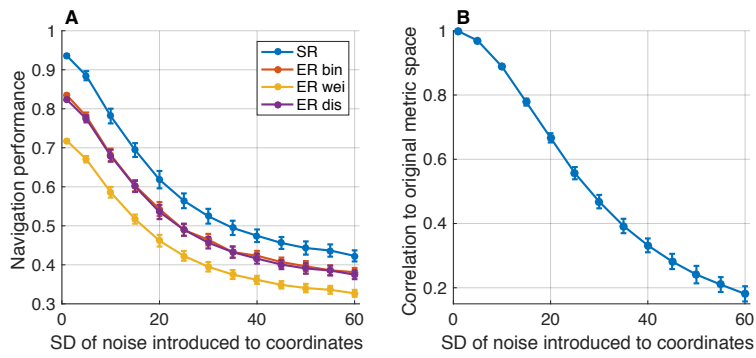 A
1
0.9
0.8
0.7
0.6
0.5
0.4
0.3
Navigation performance
SR
ER bin
ER wei
ER dis
0 20 40 60
SD of noise introduced to coordinates
B
1
0.8
0.6
0.4
0.2
Correlation to original metric space
0 20 40 60
SD of noise introduced to coordinates